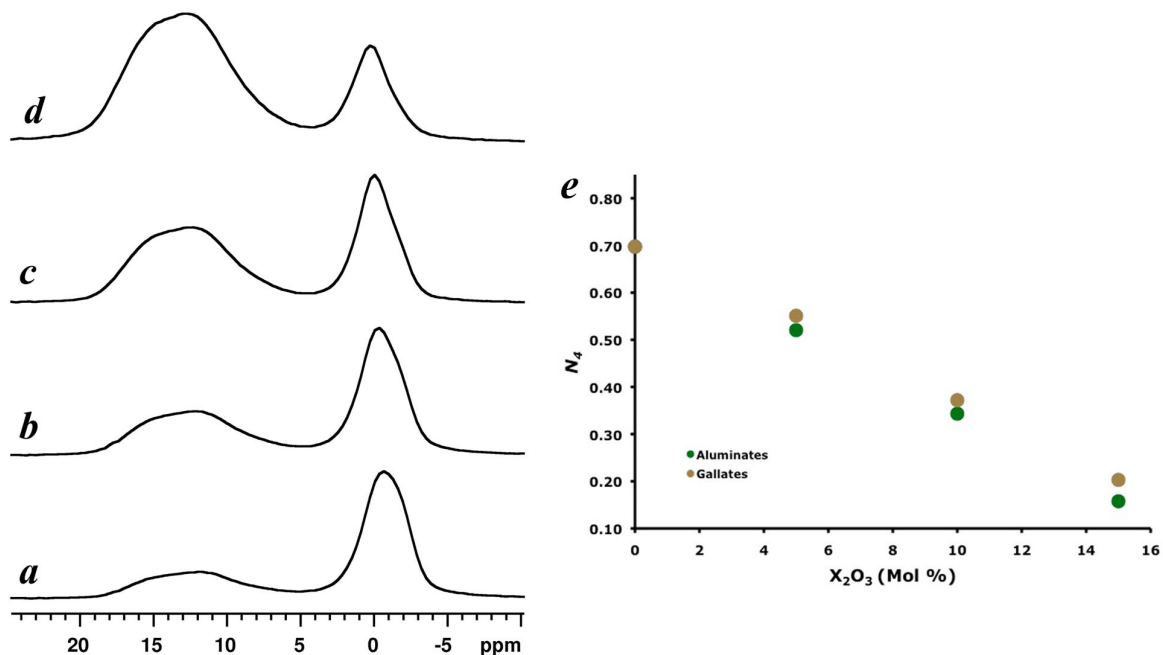 d
c
b
a
20 15 10 5 0 -5 ppm
e
0.80
0.70
0.60
0.50
0.40
0.30
0.20
0.10
N₄
Aluminates
Gallates
0 2 4 6 8 10 12 14 16
X₂O₃ (Mol %)